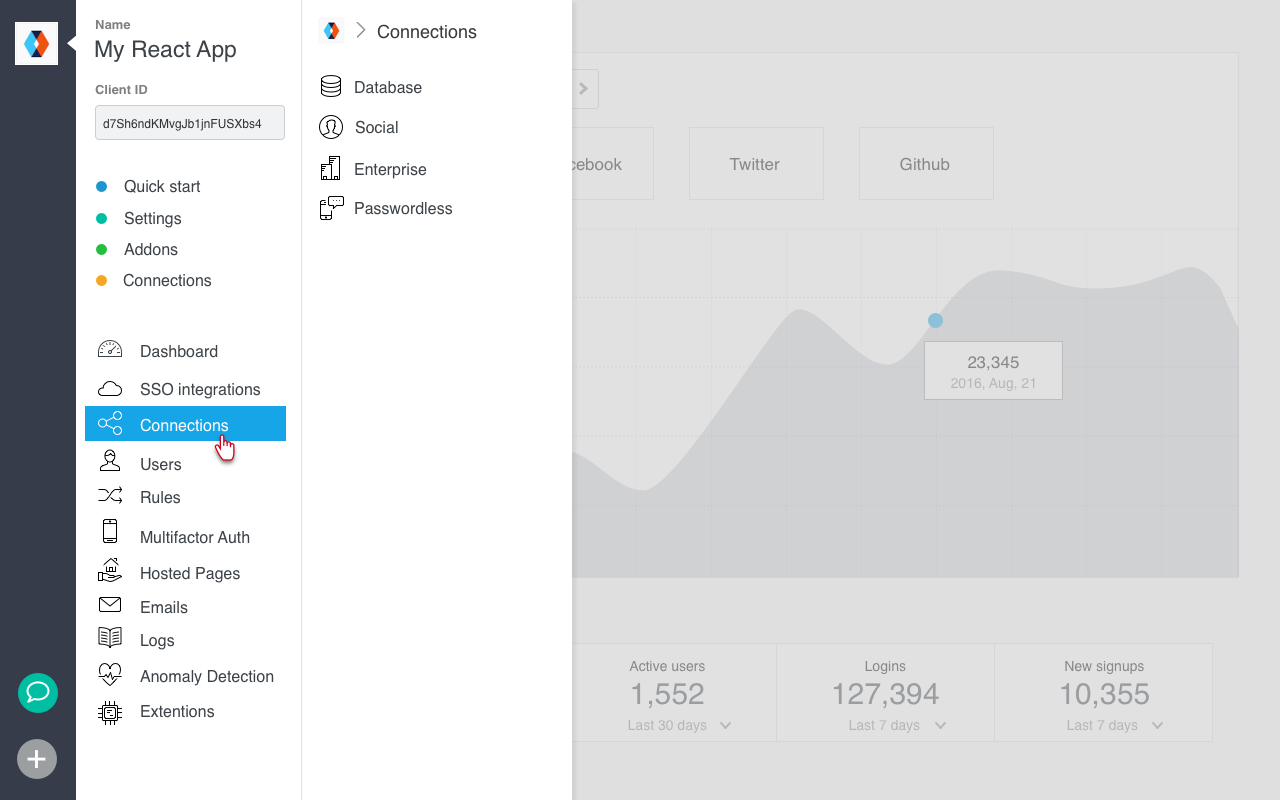 Name
My React App
Client ID
d7Sh6ndKMvgJb1jnFUSXbs4
Quick start
Settings
Addons
Connections
Dashboard
SSO integrations
Connections
Users
Rules
Multifactor Auth
Hosted Pages
Emails
Logs
Anomaly Detection
Extentions
Connections
Database
Social
Enterprise
Passwordless
cebook
Twitter
Github
23,345
2016, Aug, 21
Active users
1,552
Last 30 days
Logins
127,394
Last 7 days
New signups
10,355
Last 7 days